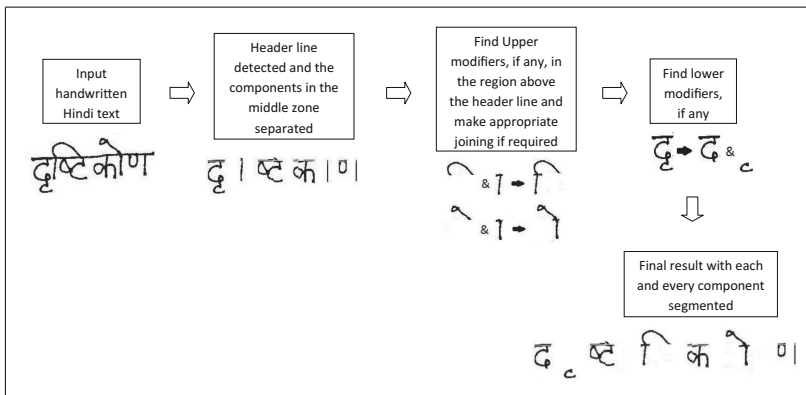 Input
handwritten
Hindi text
दृष्टिकोण
Header line
detected and the
components in the
middle zone
separated
दृ । ष्ट क ा ण
Find Upper
modifiers, if any, in
the region above
the header line and
make appropriate
joining if required
& ा ि
& ा ो
Find lower
modifiers,
if any
दृ द & ृ
Final result with each
and every component
segmented
द ृ ष्ट ि क ो ण